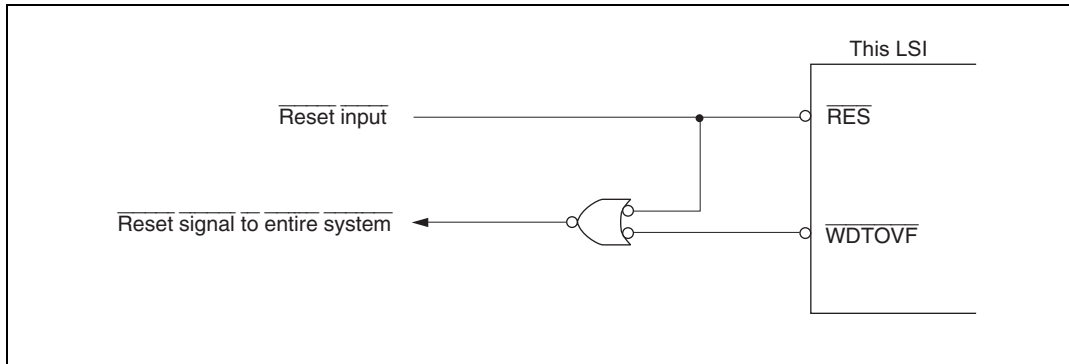 This LSI
Reset input
RES
Reset signal to entire system
WDTOVF